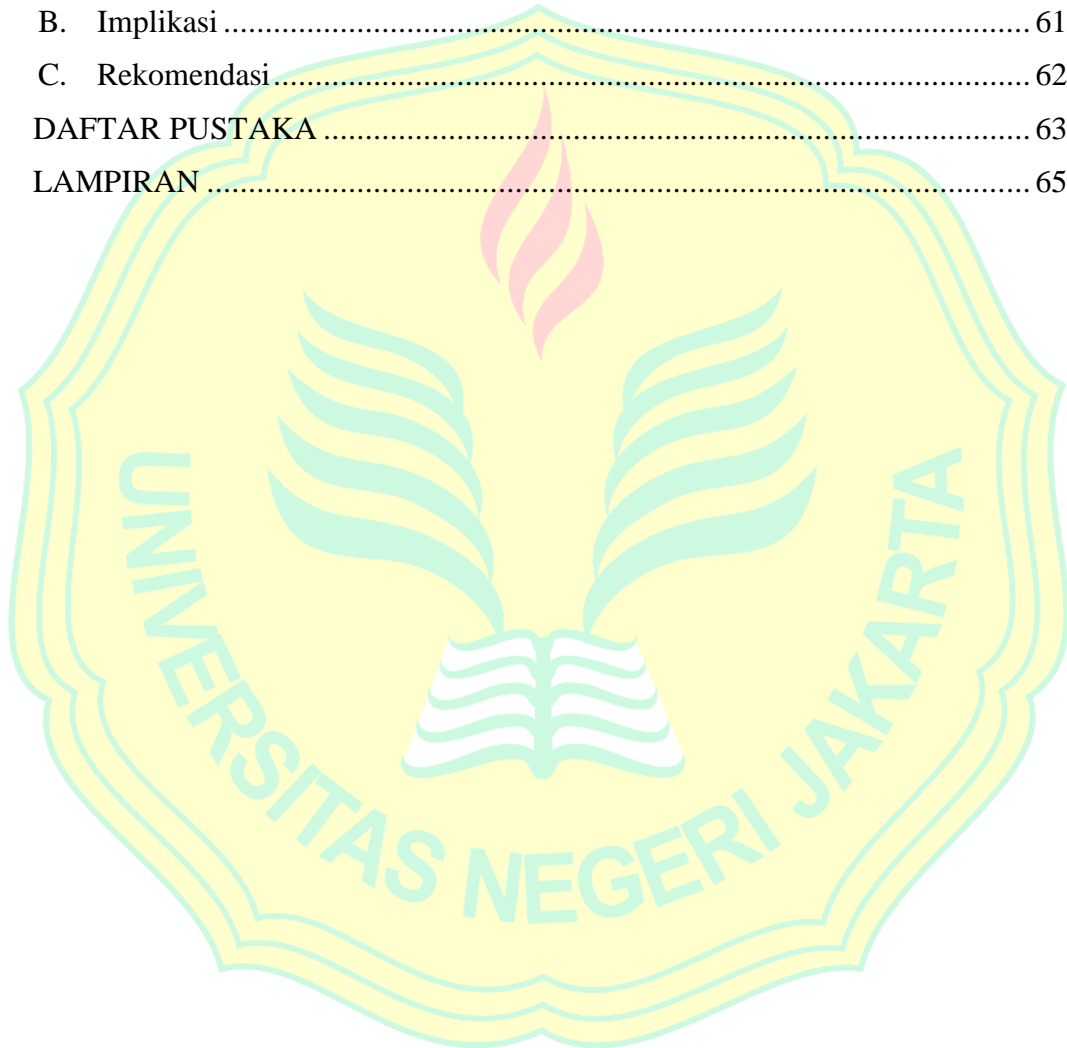 B. Implikasi ........................................................................................................ 61
C. Rekomendasi ................................................................................................. 62
DAFTAR PUSTAKA ........................................................................................... 63
LAMPIRAN ......................................................................................................... 65
UNIVERSITAS NEGERI JAKARTA